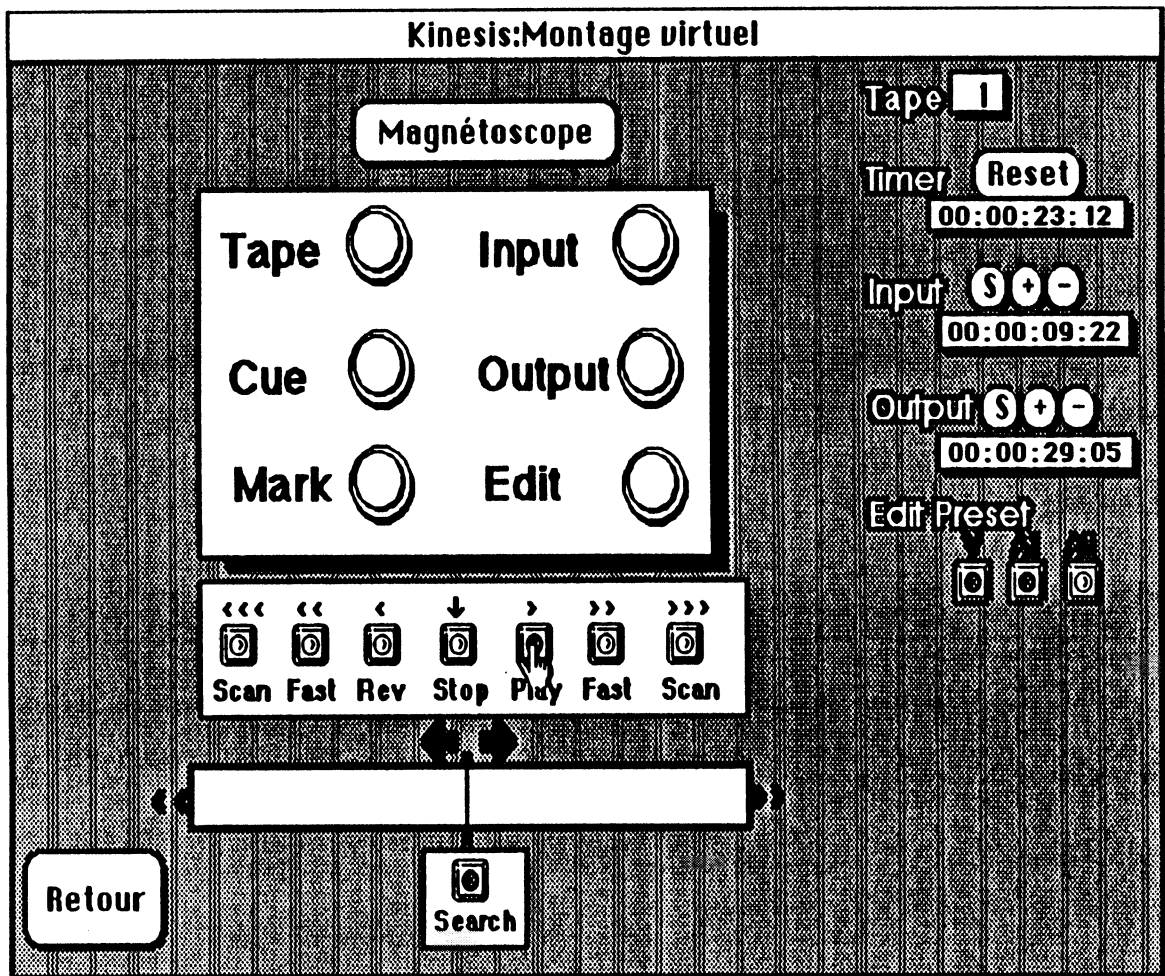 Kinesis:Montage virtuel
Magnétoscope
Tape
Input
Cue
Output
Mark
Edit
<<< << < ↓ > >> >>>
Scan Fast Rev Stop Play Fast Scan
Search
Retour
Tape 1
Timer Reset
00:00:23:12
Input S + -
00:00:09:22
Output S + -
00:00:29:05
Edit Preset